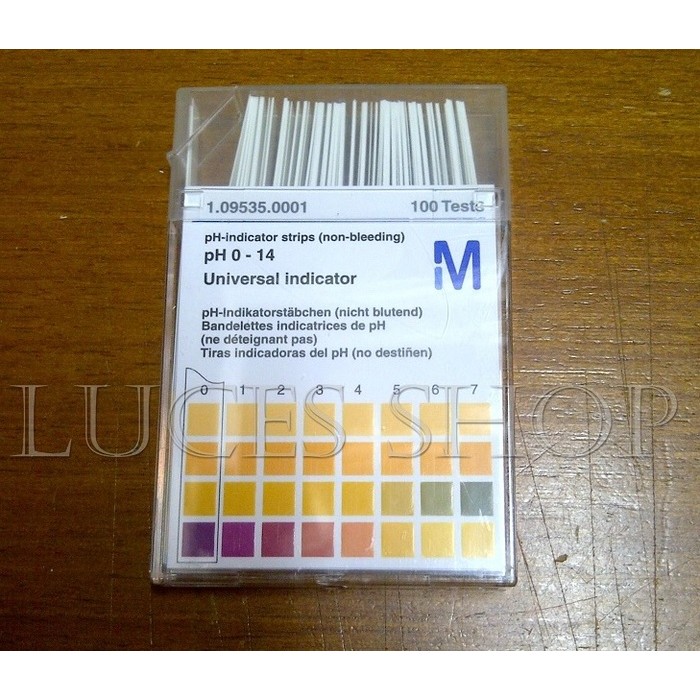 1.09535.0001 100 Tests
pH-indicator strips (non-bleeding)
pH 0 - 14
Universal indicator
M
pH-Indikatorstäbchen (nicht blutend)
Bandelettes indicatrices de pH
(ne déteignant pas)
Tiras indicadoras del pH (no destiñen)
0 1 2 3 4 5 6 7
LUCES SHOP